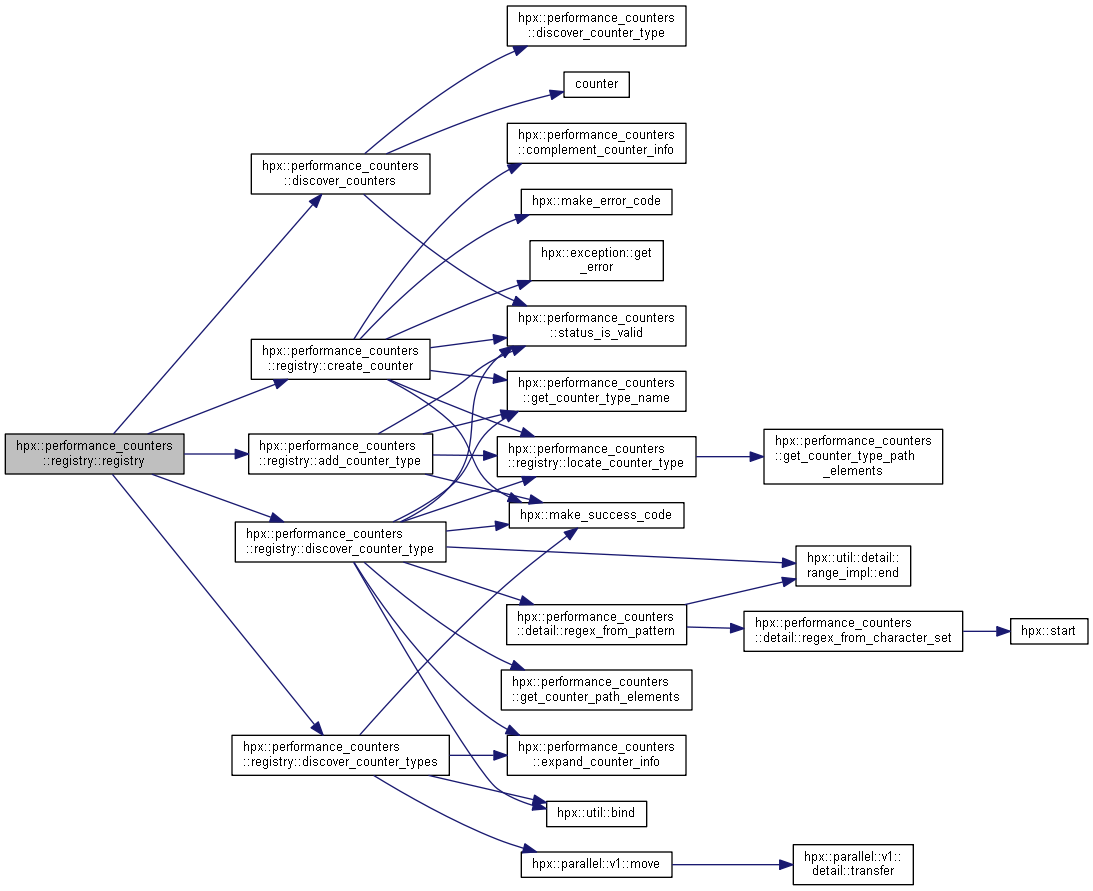 hpx::performance_counters
::discover_counter_type
counter
hpx::performance_counters
::complement_counter_info
hpx::performance_counters
::discover_counters
hpx::make_error_code
hpx::exception::get
_error
hpx::performance_counters
::status_is_valid
hpx::performance_counters
::registry::create_counter
hpx::performance_counters
::get_counter_type_name
hpx::performance_counters
::registry::registry
hpx::performance_counters
::registry::add_counter_type
hpx::performance_counters
::registry::locate_counter_type
hpx::performance_counters
::get_counter_type_path
_elements
hpx::make_success_code
hpx::performance_counters
::registry::discover_counter_type
hpx::util::detail::
range_impl::end
hpx::performance_counters
::detail::regex_from_pattern
hpx::performance_counters
::detail::regex_from_character_set
hpx::start
hpx::performance_counters
::get_counter_path_elements
hpx::performance_counters
::registry::discover_counter_types
hpx::performance_counters
::expand_counter_info
hpx::util::bind
hpx::parallel::v1::move
hpx::parallel::v1::
detail::transfer